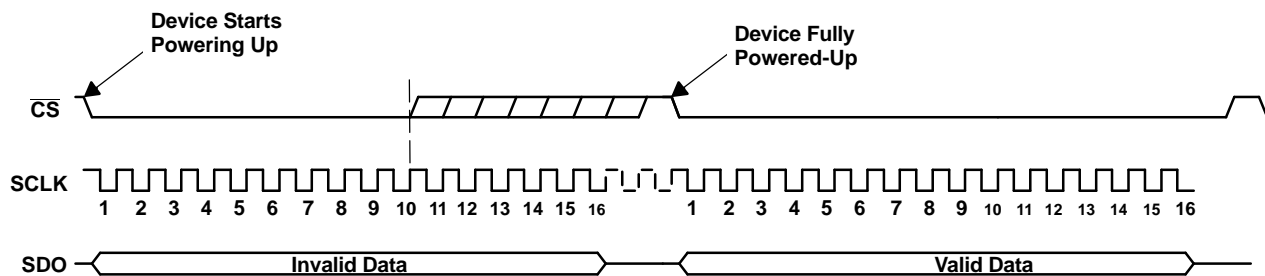 Device Starts
Powering Up
Device Fully
Powered-Up
CS
SCLK
1 2 3 4 5 6 7 8 9 10 11 12 13 14 15 16 1 2 3 4 5 6 7 8 9 10 11 12 13 14 15 16
SDO Invalid Data Valid Data